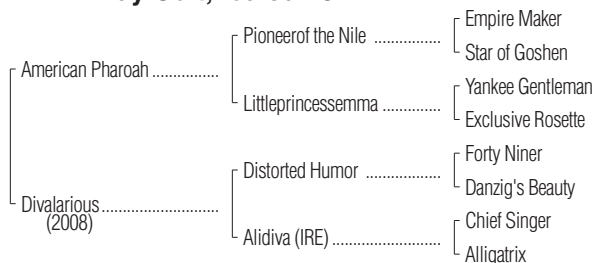 Empire Maker
Pioneerof the Nile ................
Star of Goshen
American Pharoah ................
Yankee Gentleman
Littleprincessemma ..............
Exclusive Rosette
Forty Niner
Distorted Humor ..................
Danzig's Beauty
Divalarious ............................
(2008)
Chief Singer
Alidiva (IRE) ..........................
Alligatrix